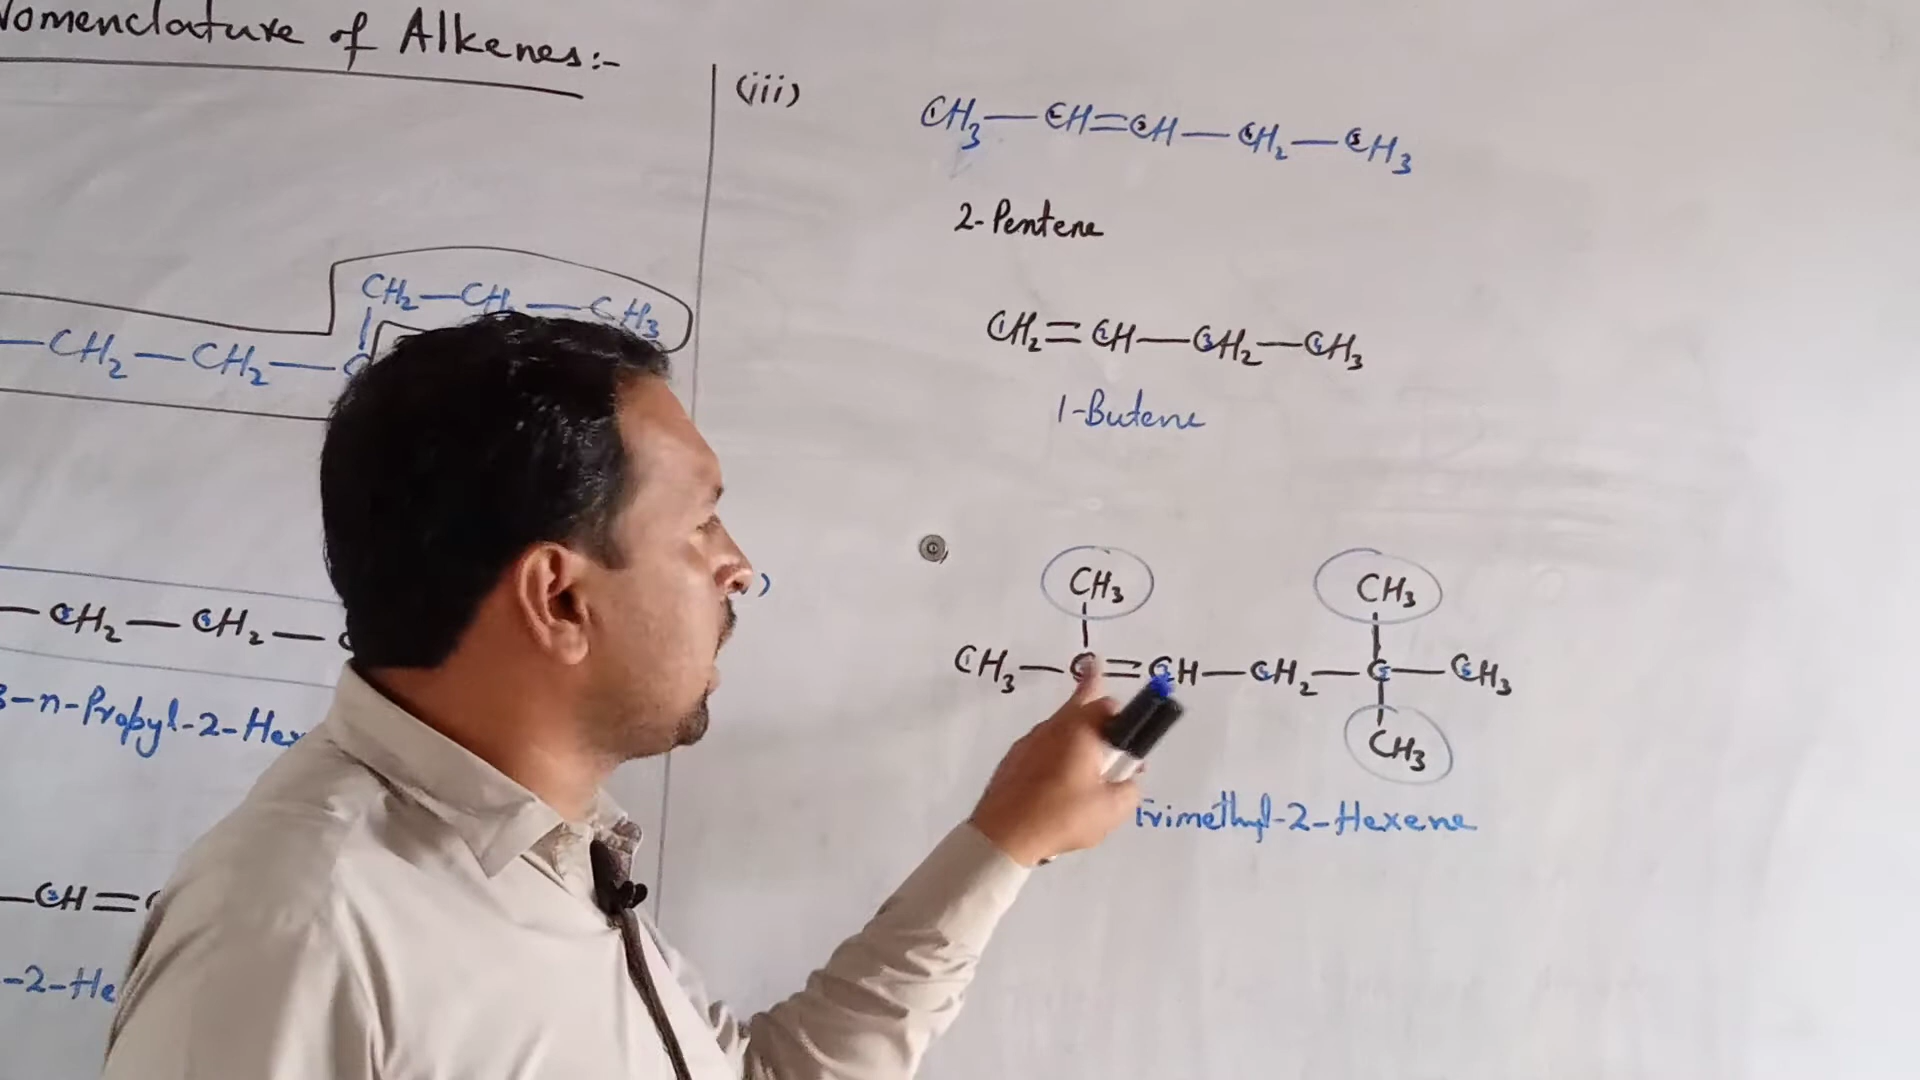 Nomenclature of Alkenes:-
CH2—CH2—CH3
—CH2—CH2—C
—CH2—CH2—
3-n-Propyl-2-Hex
—CH=
-2-He
(iii)
CH3—CH=CH—CH2—CH3
2-Pentene
CH2=CH—CH2—CH3
1-Butene
CH3 CH3
CH3—C=CH—CH2—C—CH3
CH3
Trimethyl-2-Hexene